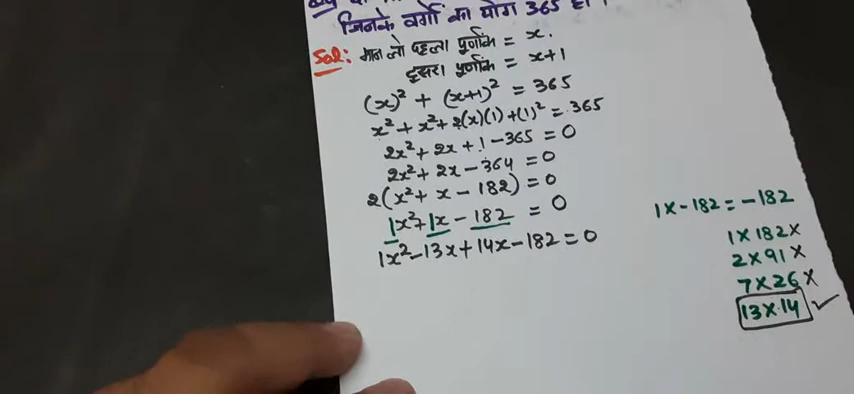 जिनके वर्गों का योग 365 हो।
Sol: मान लो पहला पूर्णांक = x.
दूसरा पूर्णांक = x+1
(x)² + (x+1)² = 365
x² + x² + 2(x)(1) + (1)² = 365
2x² + 2x + 1 - 365 = 0
2x² + 2x - 364 = 0
2(x² + x - 182) = 0
1x² + 1x - 182 = 0
1x² - 13x + 14x - 182 = 0
1x - 182 = -182
1 x 182 x
2 x 91 x
7 x 26 x
13 x 14 ✓